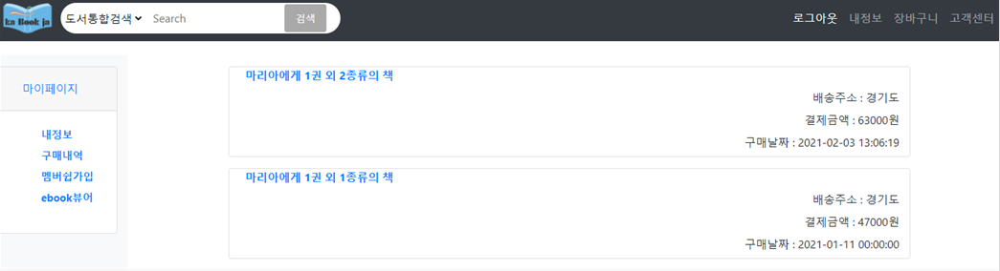 ka Book ja 도서통합검색 Search 검색 로그아웃 내정보 장바구니 고객센터
마이페이지
내정보
구매내역
멤버쉽가입
ebook뷰어
마리아에게 1권 외 2종류의 책
배송주소 : 경기도
결제금액 : 63000원
구매날짜 : 2021-02-03 13:06:19
마리아에게 1권 외 1종류의 책
배송주소 : 경기도
결제금액 : 47000원
구매날짜 : 2021-01-11 00:00:00